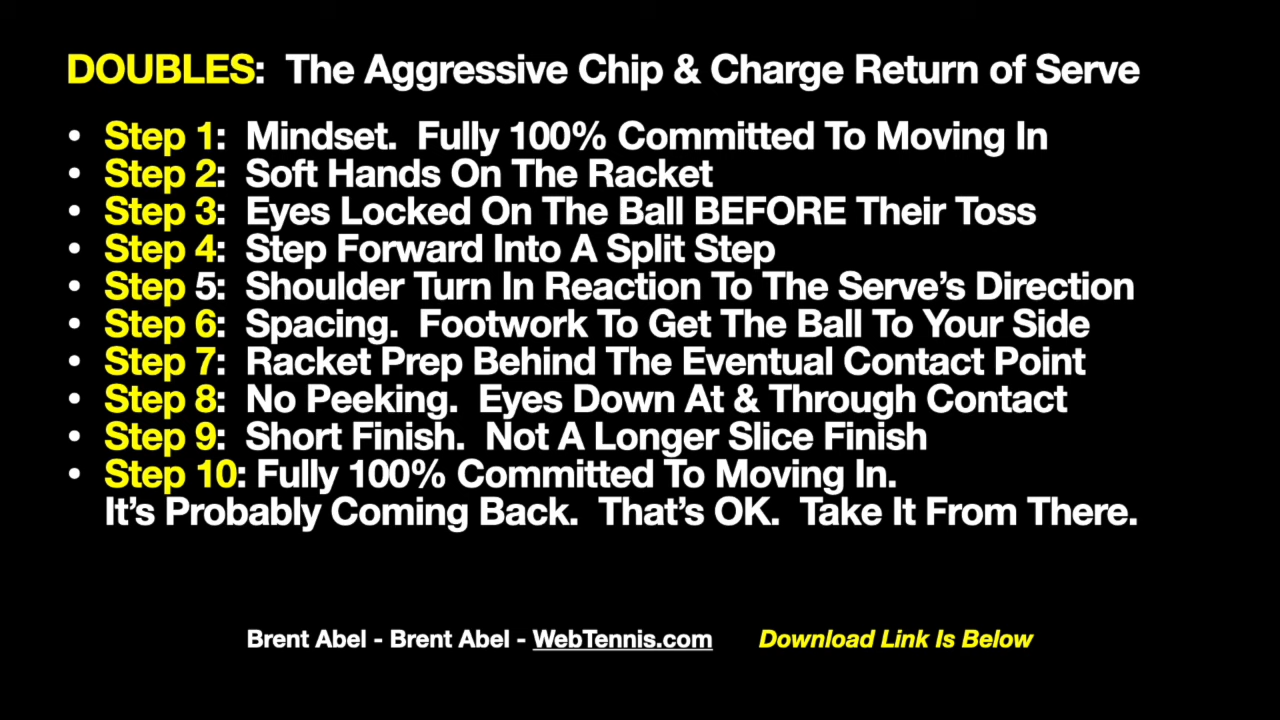 DOUBLES: The Aggressive Chip & Charge Return of Serve
• Step 1: Mindset. Fully 100% Committed To Moving In
• Step 2: Soft Hands On The Racket
• Step 3: Eyes Locked On The Ball BEFORE Their Toss
• Step 4: Step Forward Into A Split Step
• Step 5: Shoulder Turn In Reaction To The Serve's Direction
• Step 6: Spacing. Footwork To Get The Ball To Your Side
• Step 7: Racket Prep Behind The Eventual Contact Point
• Step 8: No Peeking. Eyes Down At & Through Contact
• Step 9: Short Finish. Not A Longer Slice Finish
• Step 10: Fully 100% Committed To Moving In.
It's Probably Coming Back. That's OK. Take It From There.
Brent Abel - Brent Abel - WebTennis.com Download Link Is Below